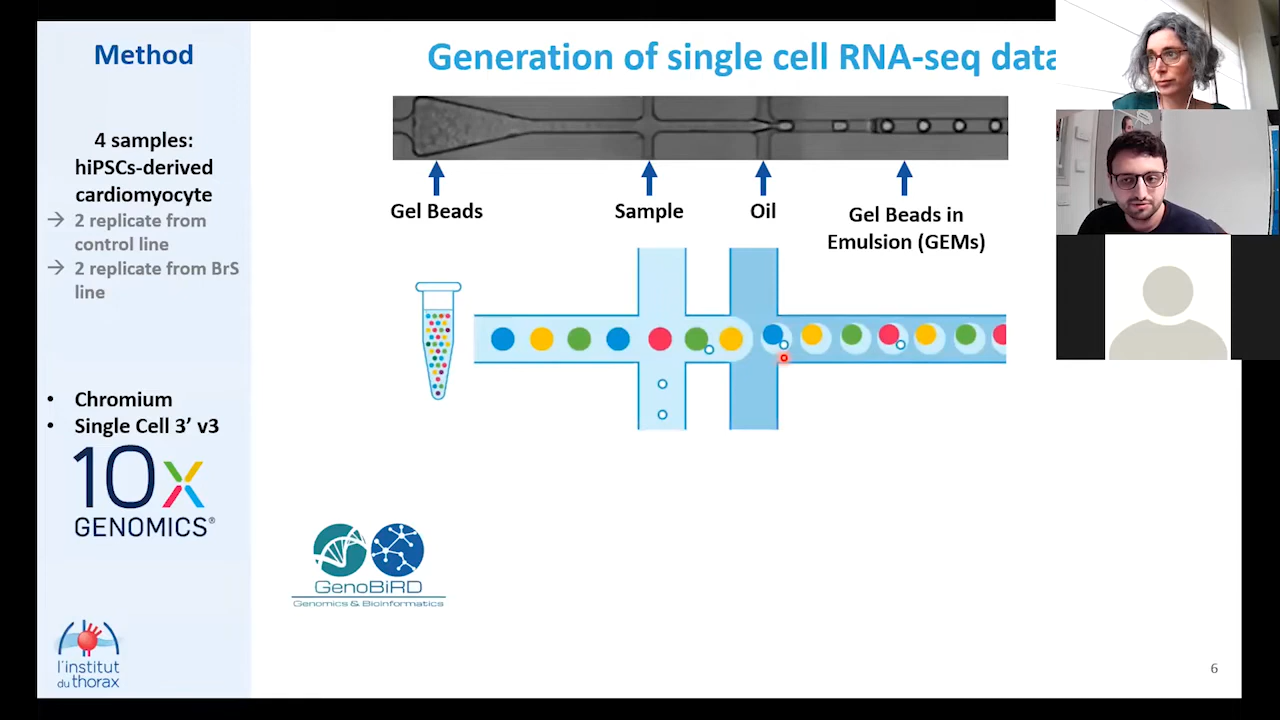 Method
4 samples:
hiPSCs-derived
cardiomyocyte
→ 2 replicate from
control line
→ 2 replicate from BrS
line
• Chromium
• Single Cell 3’ v3
10x
GENOMICS®
l'institut
du thorax
Generation of single cell RNA-seq data
Gel Beads
Sample
Oil
Gel Beads in
Emulsion (GEMs)
GenoBiRD
Genomics & Bioinformatics
6